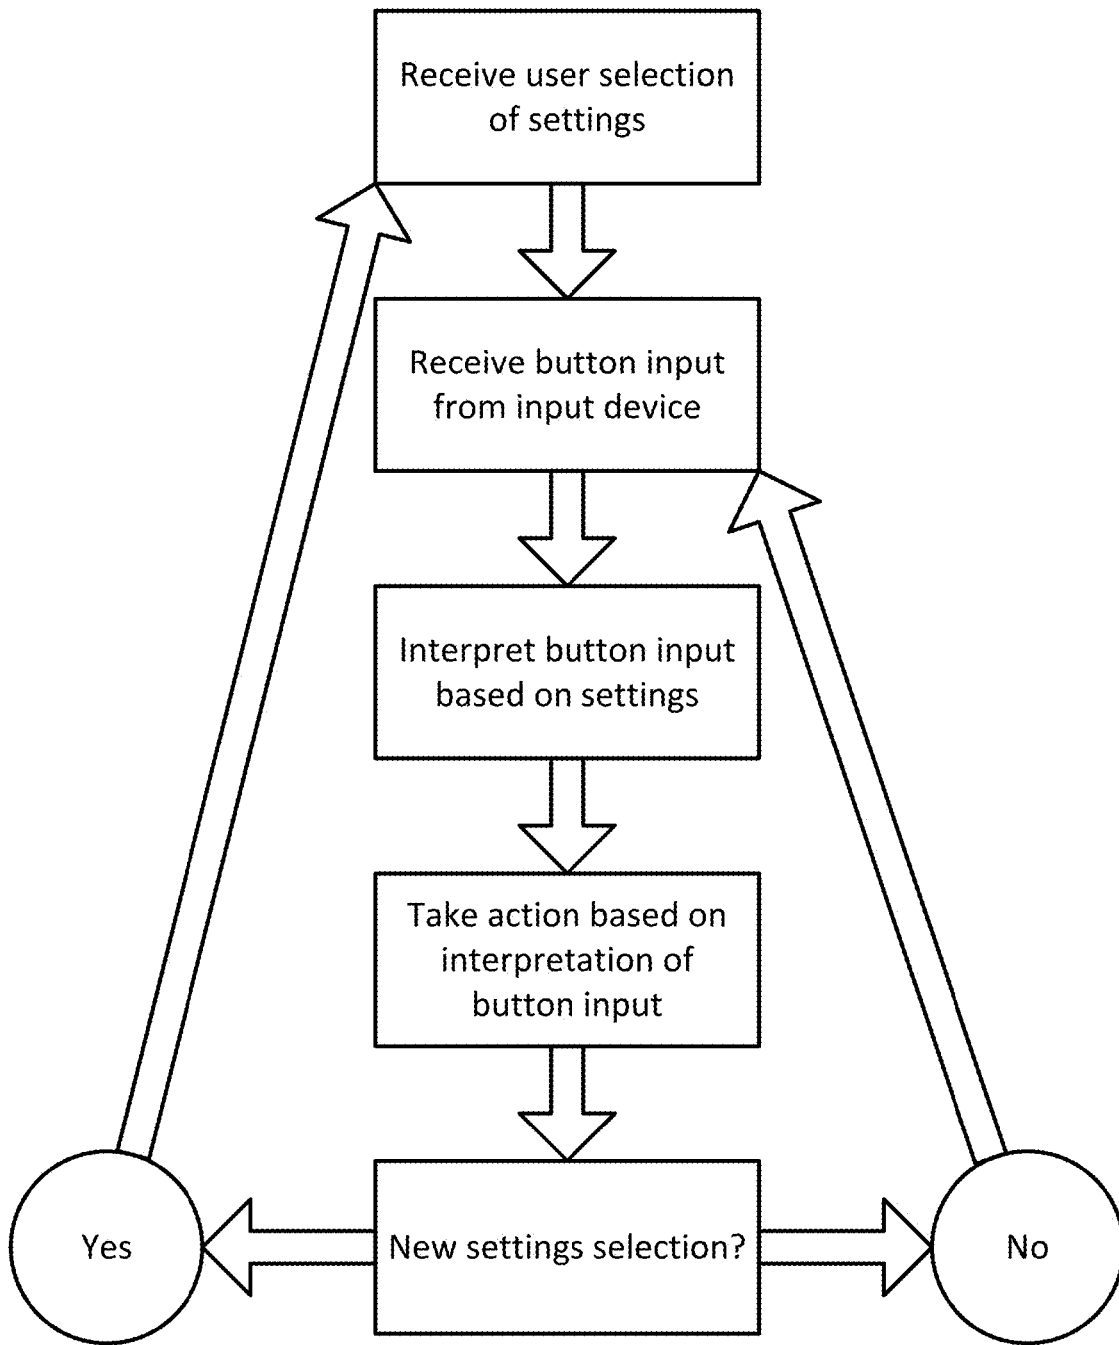 Receive user selection
of settings
Receive button input
from input device
Interpret button input
based on settings
Take action based on
interpretation of
button input
Yes
New settings selection?
No